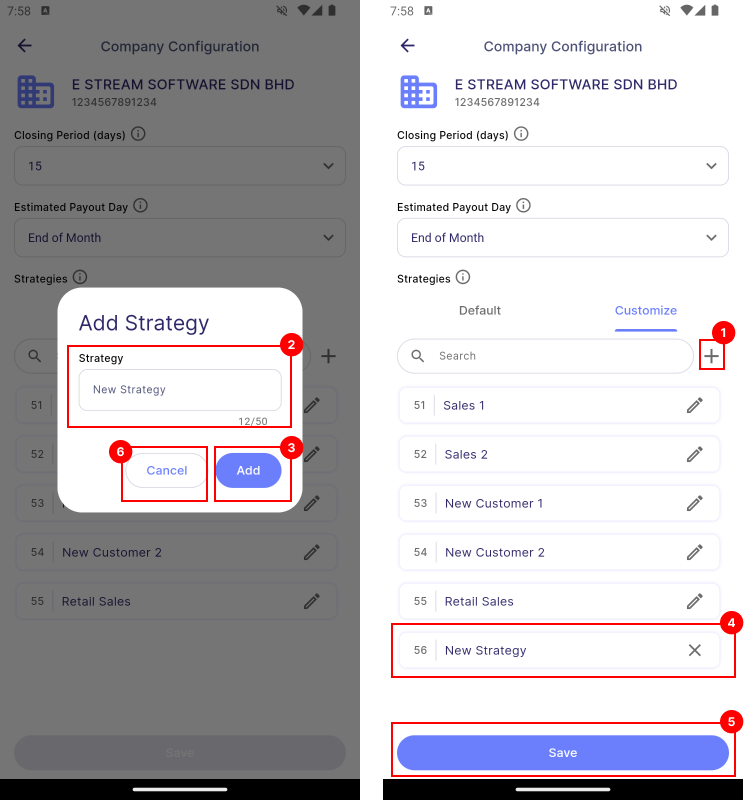 7:58 A
Company Configuration
E STREAM SOFTWARE SDN BHD
1234567891234
Closing Period (days)
15
Estimated Payout Day
End of Month
Strategies
Add Strategy
2
Strategy
New Strategy
12/50
6
3
Cancel
Add
51
52
53
54 New Customer 2
55 Retail Sales
Save
7:58 A
Company Configuration
E STREAM SOFTWARE SDN BHD
1234567891234
Closing Period (days)
15
Estimated Payout Day
End of Month
Strategies
Default Customize
1
Search
51 Sales 1
52 Sales 2
53 New Customer 1
54 New Customer 2
55 Retail Sales
4
56 New Strategy
5
Save